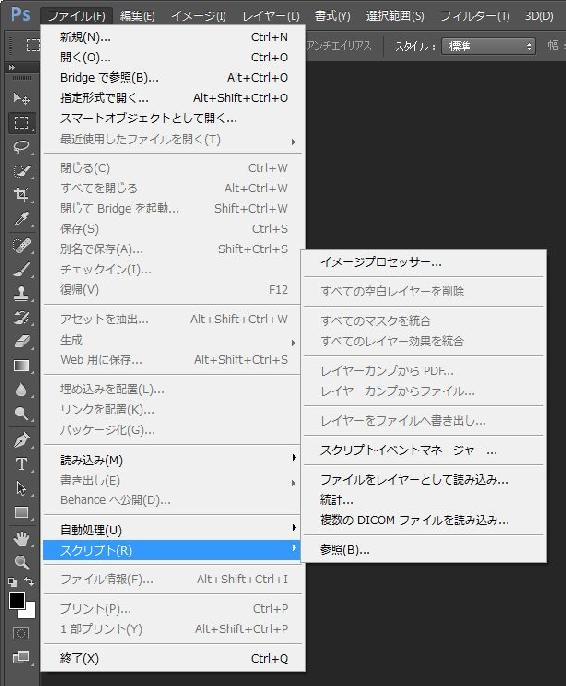 Ps ファイル(F) 編集(E) イメージ(I) レイヤー(L) 書式(Y) 選択範囲(S) フィルター(T) 3D(D)
アンチエイリアス スタイル: 標準 幅:
新規(N)... Ctrl+N
開く(O)... Ctrl+O
Bridge で参照(B)... Alt+Ctrl+O
指定形式で開く... Alt+Shift+Ctrl+O
スマートオブジェクトとして開く...
最近使用したファイルを開く(T)
閉じる(C) Ctrl+W
すべてを閉じる Alt+Ctrl+W
閉じて Bridge を起動... Shift+Ctrl+W
保存(S) Ctrl+S
別名で保存(A)... Shift+Ctrl+S
チェックイン(I)...
復帰(V) F12
アセットを抽出... Alt+Shift+Ctrl+W
生成
Web 用に保存... Alt+Shift+Ctrl+S
埋め込みを配置(L)...
リンクを配置(K)...
パッケージ化(G)...
読み込み(M)
書き出し(E)
Behance へ公開(D)...
自動処理(U)
スクリプト(R)
ファイル情報(F)... Alt+Shift+Ctrl+I
プリント(P)... Ctrl+P
1 部プリント(Y) Alt+Shift+Ctrl+P
終了(X) Ctrl+Q
イメージプロセッサー...
すべての空白レイヤーを削除
すべてのマスクを統合
すべてのレイヤー効果を統合
レイヤーカンプから PDF...
レイヤーカンプからファイル...
レイヤーをファイルへ書き出し...
スクリプトイベントマネージャー...
ファイルをレイヤーとして読み込み...
統計...
複数の DICOM ファイルを読み込み...
参照(B)...